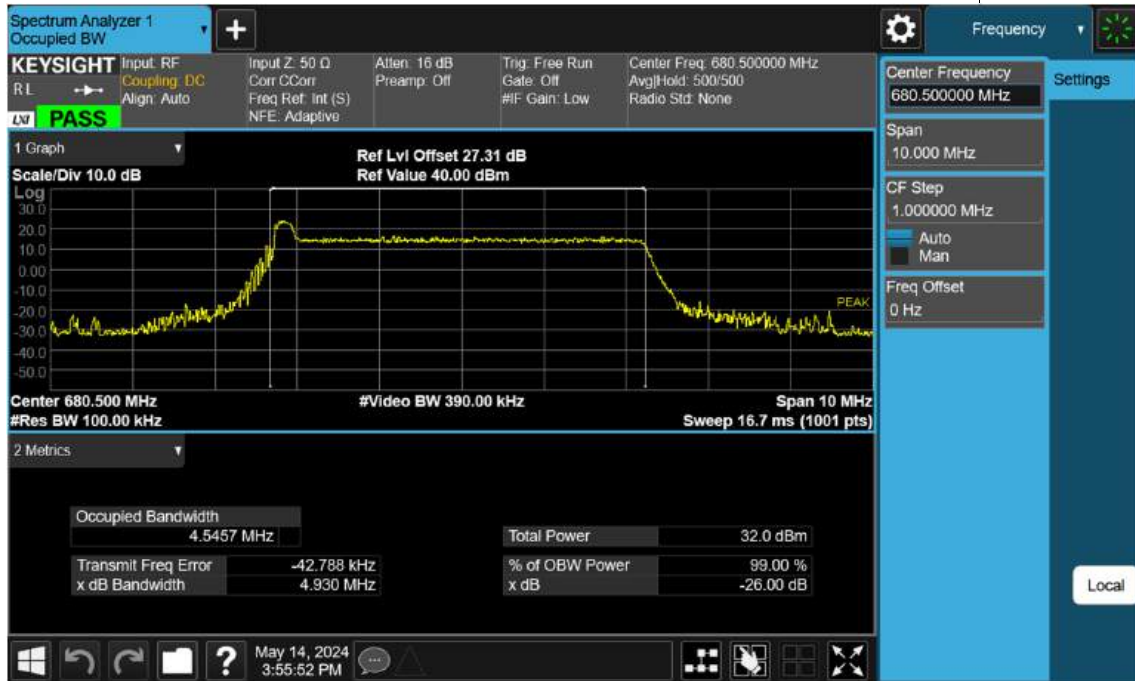 Spectrum Analyzer 1
Occupied BW
+
Frequency
KEYSIGHT
R L
LXI PASS
Input: RF
Coupling: DC
Align: Auto
Input Z: 50 Ω
Corr CCorr
Freq Ref: Int (S)
NFE: Adaptive
Atten: 16 dB
Preamp: Off
Trig: Free Run
Gate: Off
#IF Gain: Low
Center Freq: 680.500000 MHz
Avg|Hold: 500/500
Radio Std: None
Center Frequency
680.500000 MHz
Settings
Span
10.000 MHz
CF Step
1.000000 MHz
Auto
Man
Freq Offset
0 Hz
1 Graph
Scale/Div 10.0 dB
Ref Lvl Offset 27.31 dB
Ref Value 40.00 dBm
Log
30.0
20.0
10.0
0.00
-10.0
-20.0
-30.0
-40.0
-50.0
PEAK
Center 680.500 MHz
#Video BW 390.00 kHz
Span 10 MHz
#Res BW 100.00 kHz
Sweep 16.7 ms (1001 pts)
2 Metrics
Occupied Bandwidth
4.5457 MHz
Total Power 32.0 dBm
Transmit Freq Error -42.788 kHz
% of OBW Power 99.00 %
x dB Bandwidth 4.930 MHz
x dB -26.00 dB
Local
?
May 14, 2024
3:55:52 PM